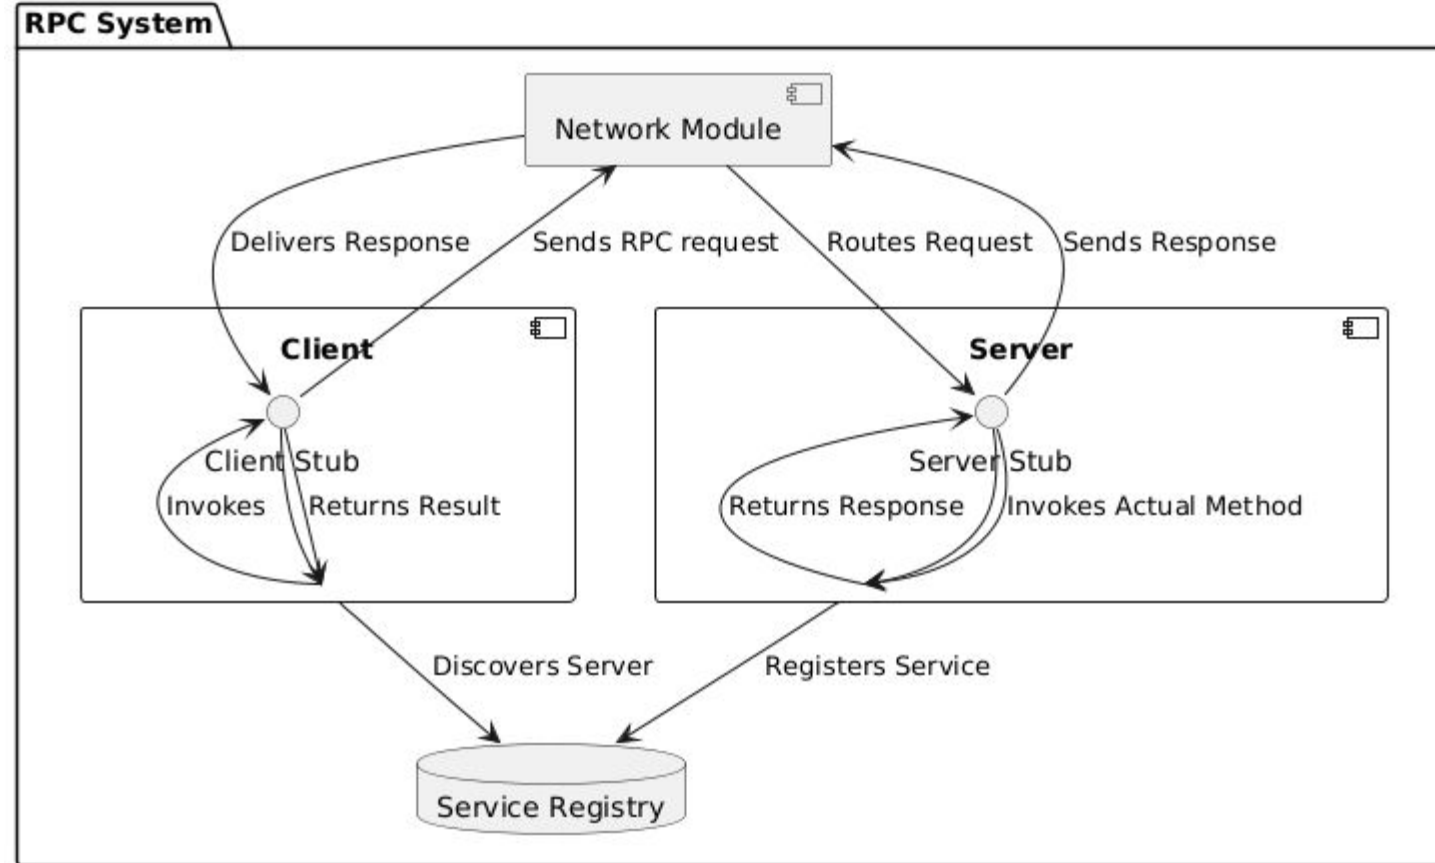 RPC System
Network Module
Delivers Response
Sends RPC request
Routes Request
Sends Response
Client
Server
Client Stub
Server Stub
Invokes
Returns Result
Returns Response
Invokes Actual Method
Discovers Server
Registers Service
Service Registry